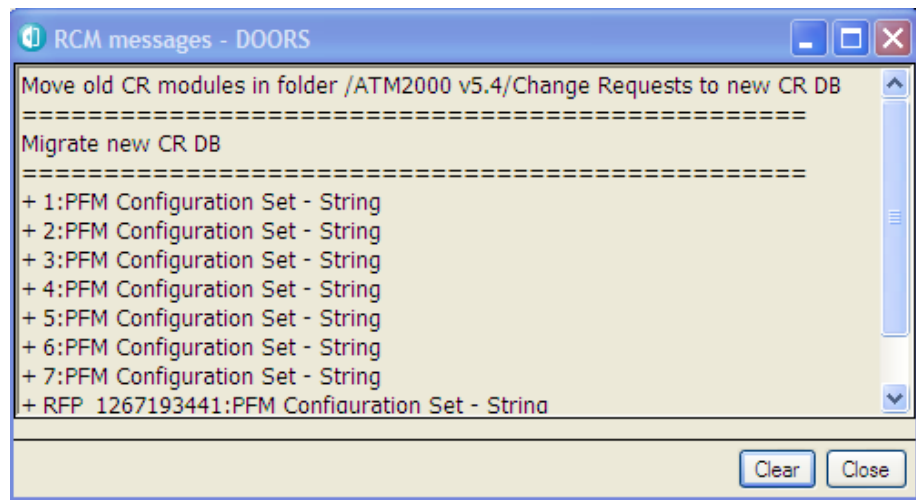 RCM messages - DOORS
Move old CR modules in folder /ATM2000 v5.4/Change Requests to new CR DB
================================================
Migrate new CR DB
================================================
+ 1:PFM Configuration Set - String
+ 2:PFM Configuration Set - String
+ 3:PFM Configuration Set - String
+ 4:PFM Configuration Set - String
+ 5:PFM Configuration Set - String
+ 6:PFM Configuration Set - String
+ 7:PFM Configuration Set - String
+ RFP_1267193441:PFM Configuration Set - String
Clear Close